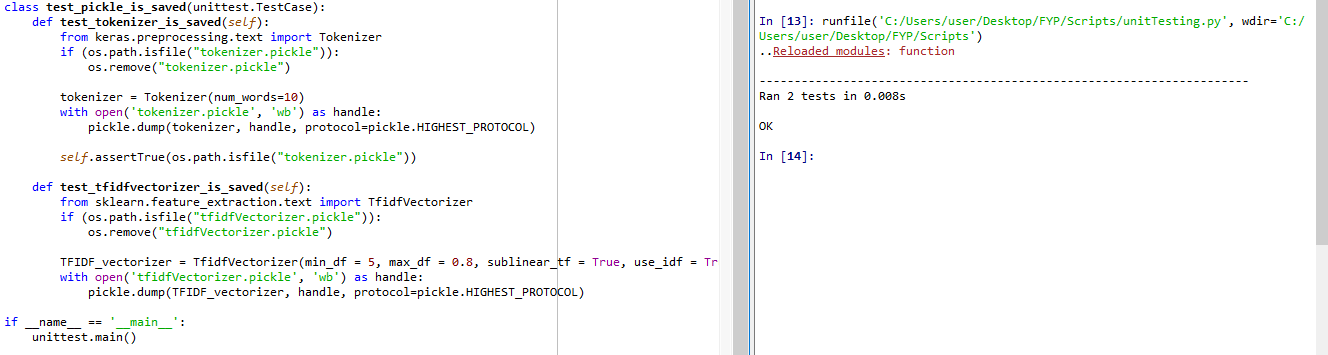 class test_pickle_is_saved(unittest.TestCase):
    def test_tokenizer_is_saved(self):
        from keras.preprocessing.text import Tokenizer
        if (os.path.isfile("tokenizer.pickle")):
            os.remove("tokenizer.pickle")

        tokenizer = Tokenizer(num_words=10)
        with open('tokenizer.pickle', 'wb') as handle:
            pickle.dump(tokenizer, handle, protocol=pickle.HIGHEST_PROTOCOL)

        self.assertTrue(os.path.isfile("tokenizer.pickle"))

    def test_tfidfvectorizer_is_saved(self):
        from sklearn.feature_extraction.text import TfidfVectorizer
        if (os.path.isfile("tfidfVectorizer.pickle")):
            os.remove("tfidfVectorizer.pickle")

        TFIDF_vectorizer = TfidfVectorizer(min_df = 5, max_df = 0.8, sublinear_tf = True, use_idf = Tr
        with open('tfidfVectorizer.pickle', 'wb') as handle:
            pickle.dump(TFIDF_vectorizer, handle, protocol=pickle.HIGHEST_PROTOCOL)

if __name__ == '__main__':
    unittest.main()
In [13]: runfile('C:/Users/user/Desktop/FYP/Scripts/unitTesting.py', wdir='C:/
Users/user/Desktop/FYP/Scripts')
..Reloaded modules: function

----------------------------------------------------------------------
Ran 2 tests in 0.008s

OK

In [14]: